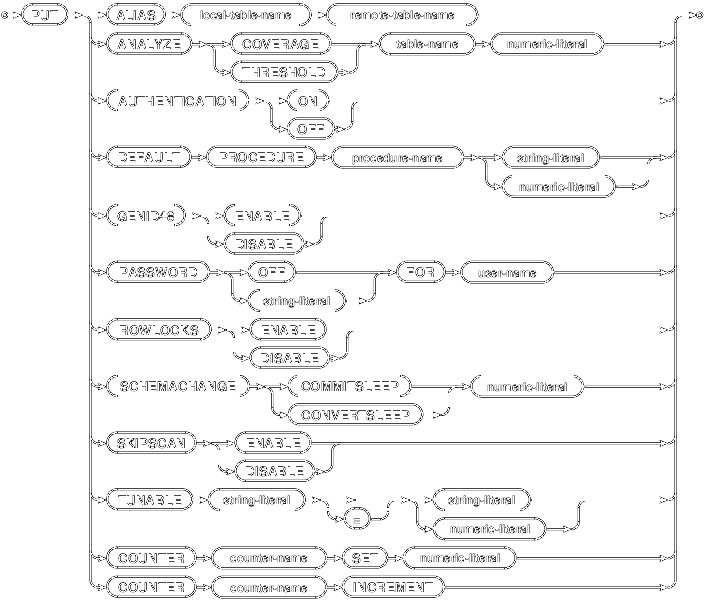 PUT ALIAS local-table-name remote-table-name
ANALYZE COVERAGE table-name numeric-literal
THRESHOLD
AUTHENTICATION ON
OFF
DEFAULT PROCEDURE procedure-name string-literal
numeric-literal
GENID48 ENABLE
DISABLE
PASSWORD OFF FOR user-name
string-literal
ROWLOCKS ENABLE
DISABLE
SCHEMACHANGE COMMITSLEEP numeric-literal
CONVERTSLEEP
SKIPSCAN ENABLE
DISABLE
TUNABLE string-literal string-literal
= numeric-literal
COUNTER counter-name SET numeric-literal
COUNTER counter-name INCREMENT